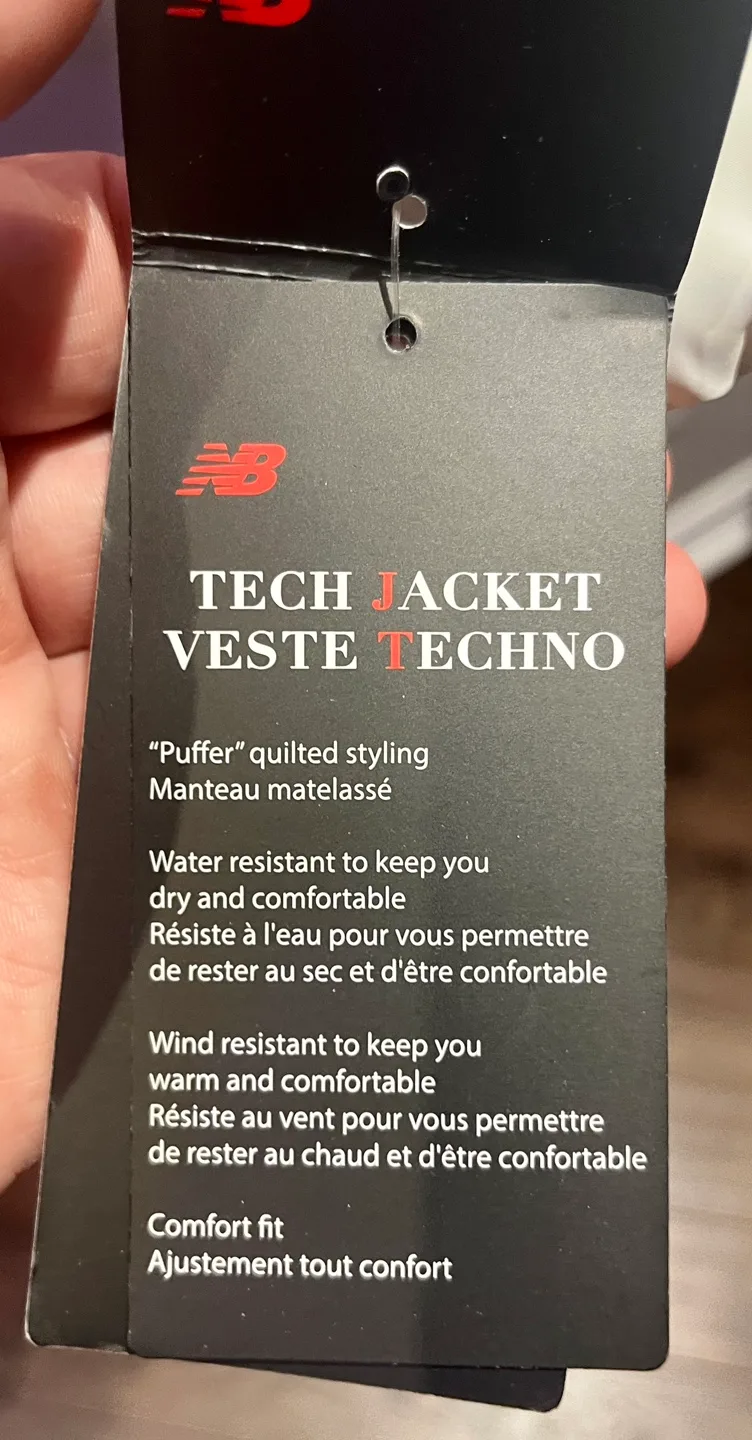 NB
NB
TECH JACKET
VESTE TECHNO
“Puffer” quilted styling
Manteau matelassé
Water resistant to keep you
dry and comfortable
Résiste à l'eau pour vous permettre
de rester au sec et d'être confortable
Wind resistant to keep you
warm and comfortable
Résiste au vent pour vous permettre
de rester au chaud et d'être confortable
Comfort fit
Ajustement tout confort